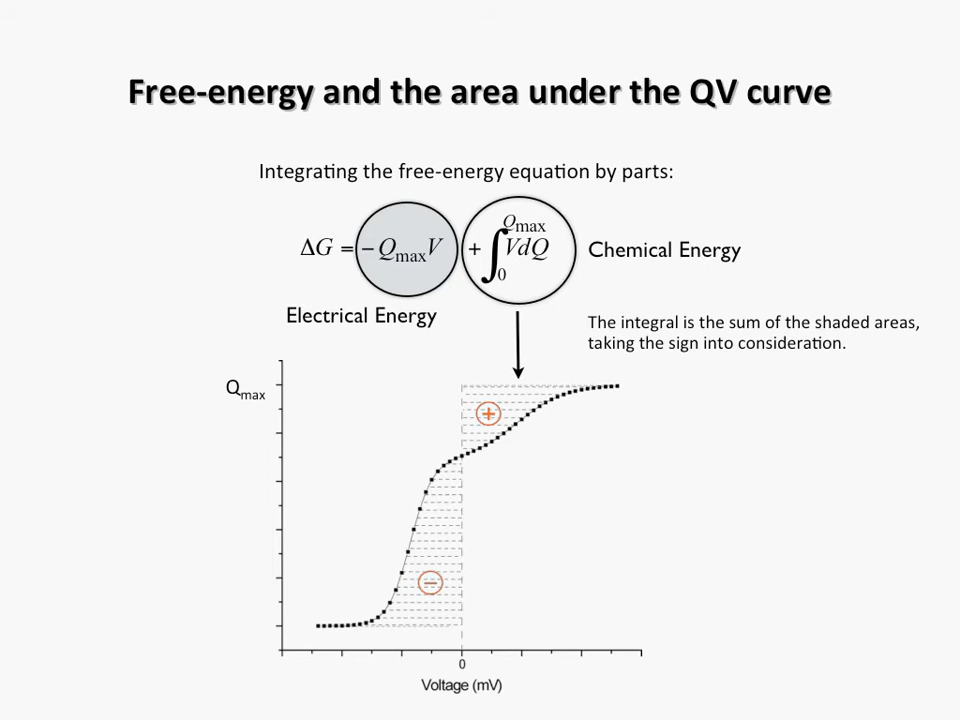 Free-energy and the area under the QV curve
Integrating the free-energy equation by parts:
ΔG = − QmaxV + ∫₀^Qmax VdQ
Chemical Energy
Electrical Energy
The integral is the sum of the shaded areas,
taking the sign into consideration.
Qmax
+
−
0
Voltage (mV)